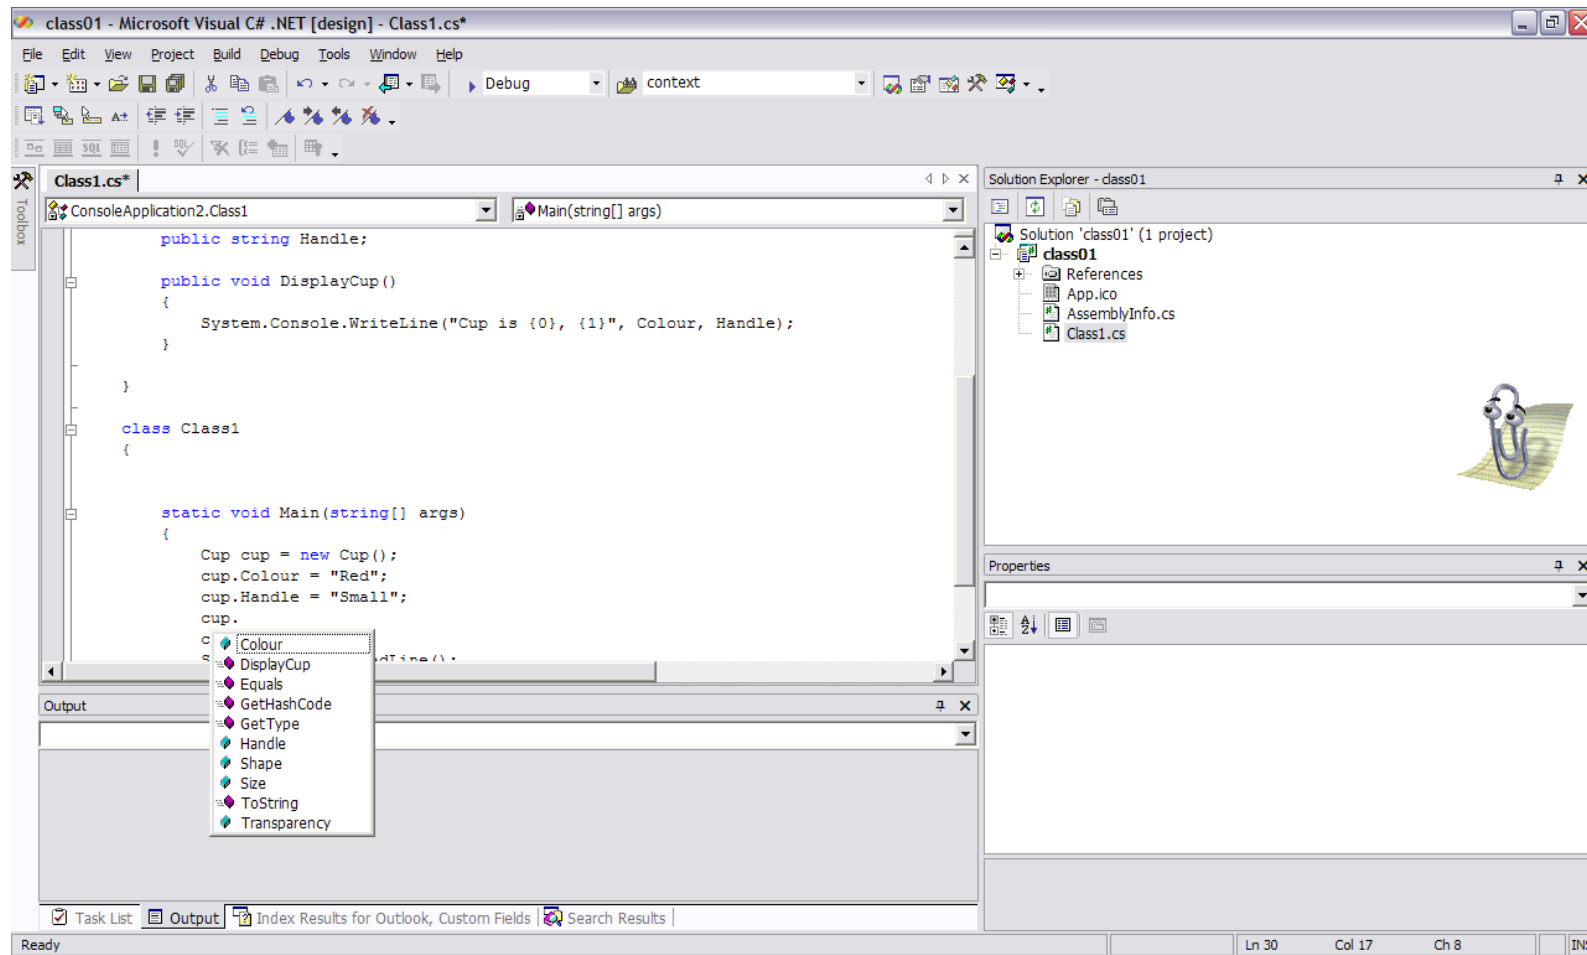 class01 - Microsoft Visual C# .NET [design] - Class1.cs*
File Edit View Project Build Debug Tools Window Help
Debug context
SQL
SQL
Toolbox
Class1.cs*
ConsoleApplication2.Class1 Main(string[] args)
public string Handle;
public void DisplayCup()
{
System.Console.WriteLine("Cup is {0}, {1}", Colour, Handle);
}
}
class Class1
{
static void Main(string[] args)
{
Cup cup = new Cup();
cup.Colour = "Red";
cup.Handle = "Small";
cup.
Colour
DisplayCup
Equals
GetHashCode
GetType
Handle
Shape
Size
ToString
Transparency
Output
Task List Output Index Results for Outlook, Custom Fields Search Results
Solution Explorer - class01
Solution 'class01' (1 project)
class01
References
App.ico
AssemblyInfo.cs
Class1.cs
Properties
Ready Ln 30 Col 17 Ch 8 INS